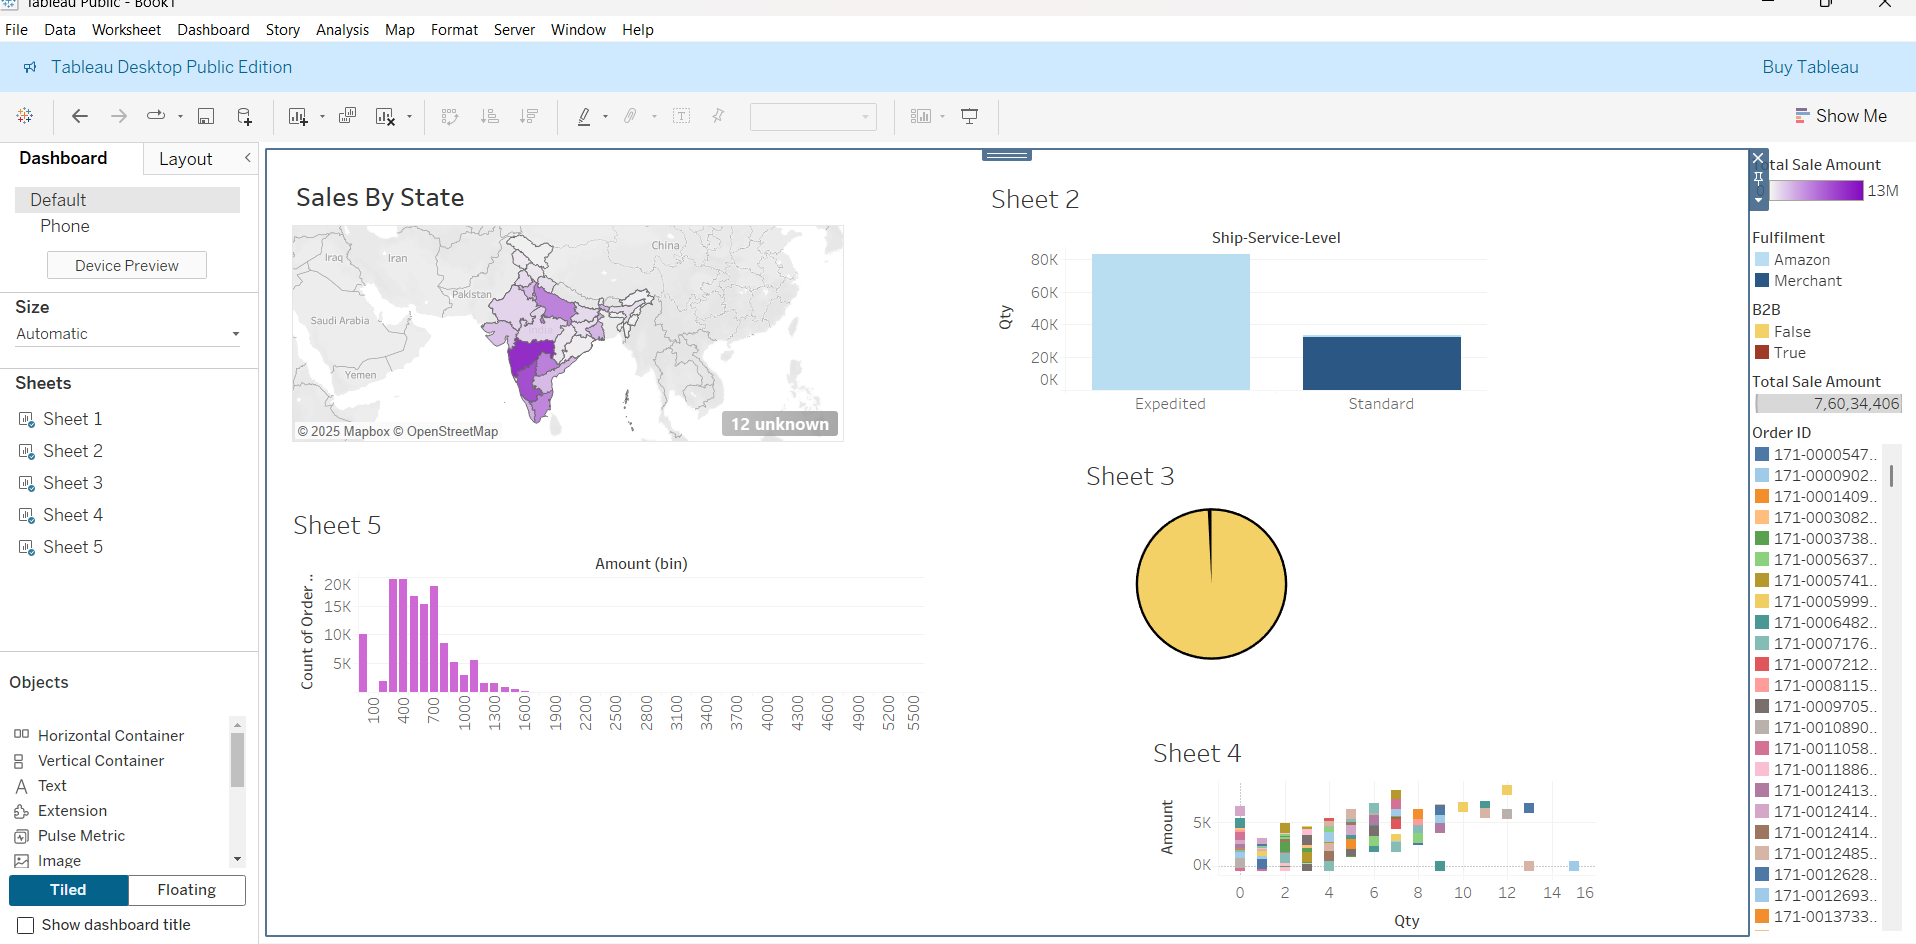 Tableau Public - Book1
File Data Worksheet Dashboard Story Analysis Map Format Server Window Help
Tableau Desktop Public Edition
Buy Tableau
Show Me
Dashboard
Layout
Default
Phone
Device Preview
Size
Automatic
Sheets
Sheet 1
Sheet 2
Sheet 3
Sheet 4
Sheet 5
Objects
Horizontal Container
Vertical Container
Text
Extension
Pulse Metric
Image
Tiled
Floating
Show dashboard title
Sales By State
Iraq
Iran
China
Pakistan
Saudi Arabia
India
Yemen
© 2025 Mapbox © OpenStreetMap
12 unknown
Sheet 2
Ship-Service-Level
Qty
80K
60K
40K
20K
0K
Expedited
Standard
Sheet 5
Amount (bin)
Count of Order ..
20K
15K
10K
5K
100 400 700 1000 1300 1600 1900 2200 2500 2800 3100 3400 3700 4000 4300 4600 4900 5200 5500
Sheet 3
Sheet 4
Amount
5K
0K
0 2 4 6 8 10 12 14 16
Qty
otal Sale Amount
13M
Fulfilment
Amazon
Merchant
B2B
False
True
Total Sale Amount
7,60,34,406
Order ID
171-0000547..
171-0000902..
171-0001409..
171-0003082..
171-0003738..
171-0005637..
171-0005741..
171-0005999..
171-0006482..
171-0007176..
171-0007212..
171-0008115..
171-0009705..
171-0010890..
171-0011058..
171-0011886..
171-0012413..
171-0012414..
171-0012414..
171-0012485..
171-0012628..
171-0012693..
171-0013733..